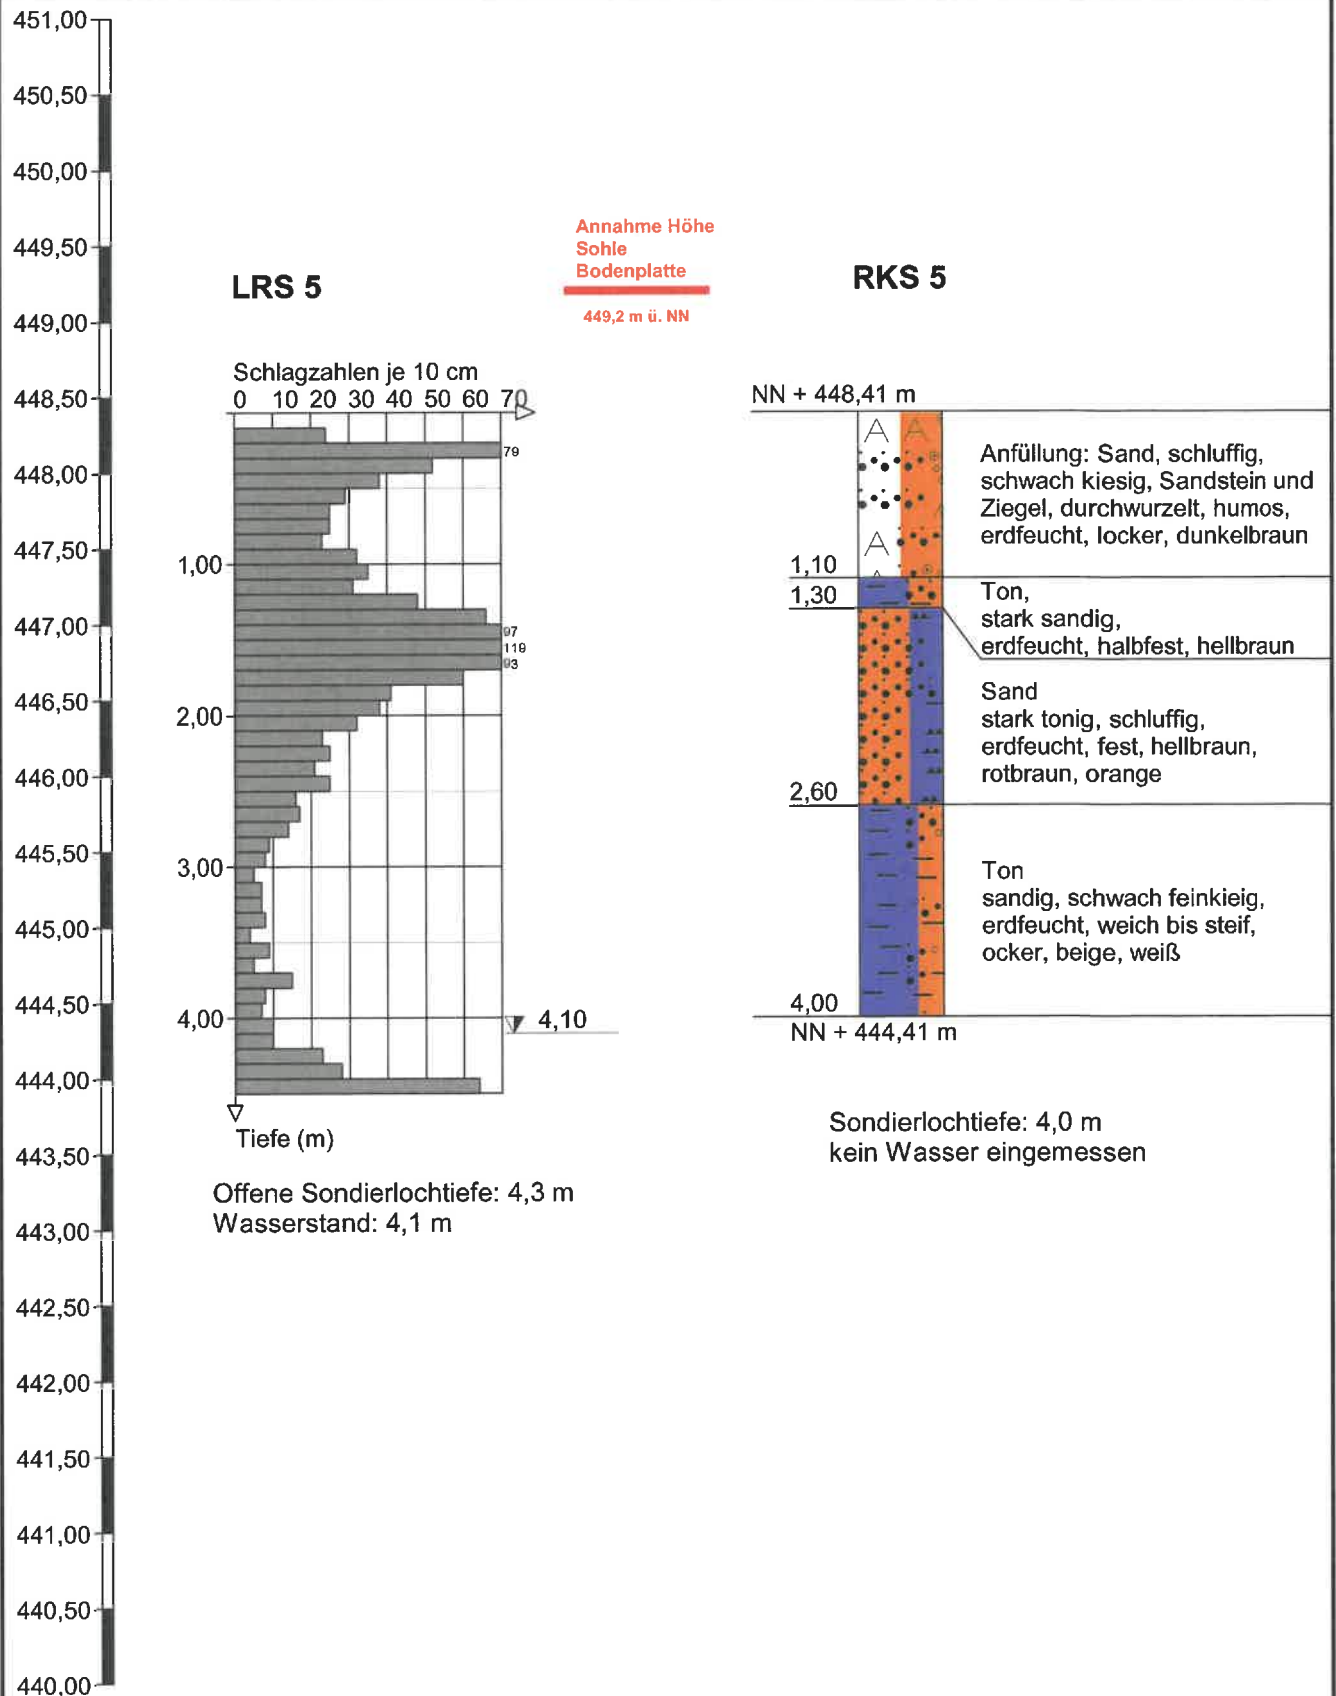 451,00
450,50
450,00
449,50
449,00
448,50
448,00
447,50
447,00
446,50
446,00
445,50
445,00
444,50
444,00
443,50
443,00
442,50
442,00
441,50
441,00
440,50
440,00
LRS 5
Schlagzahlen je 10 cm
0 10 20 30 40 50 60 70
79
1,00
97
119
93
2,00
3,00
4,00
4,10
Tiefe (m)
Offene Sondierlochtiefe: 4,3 m
Wasserstand: 4,1 m
Annahme Höhe
Sohle
Bodenplatte
449,2 m ü. NN
RKS 5
NN + 448,41 m
A A
A
Anfüllung: Sand, schluffig,
schwach kiesig, Sandstein und
Ziegel, durchwurzelt, humos,
erdfeucht, locker, dunkelbraun
1,10
1,30
Ton,
stark sandig,
erdfeucht, halbfest, hellbraun
Sand
stark tonig, schluffig,
erdfeucht, fest, hellbraun,
rotbraun, orange
2,60
Ton
sandig, schwach feinkieig,
erdfeucht, weich bis steif,
ocker, beige, weiß
4,00
NN + 444,41 m
Sondierlochtiefe: 4,0 m
kein Wasser eingemessen